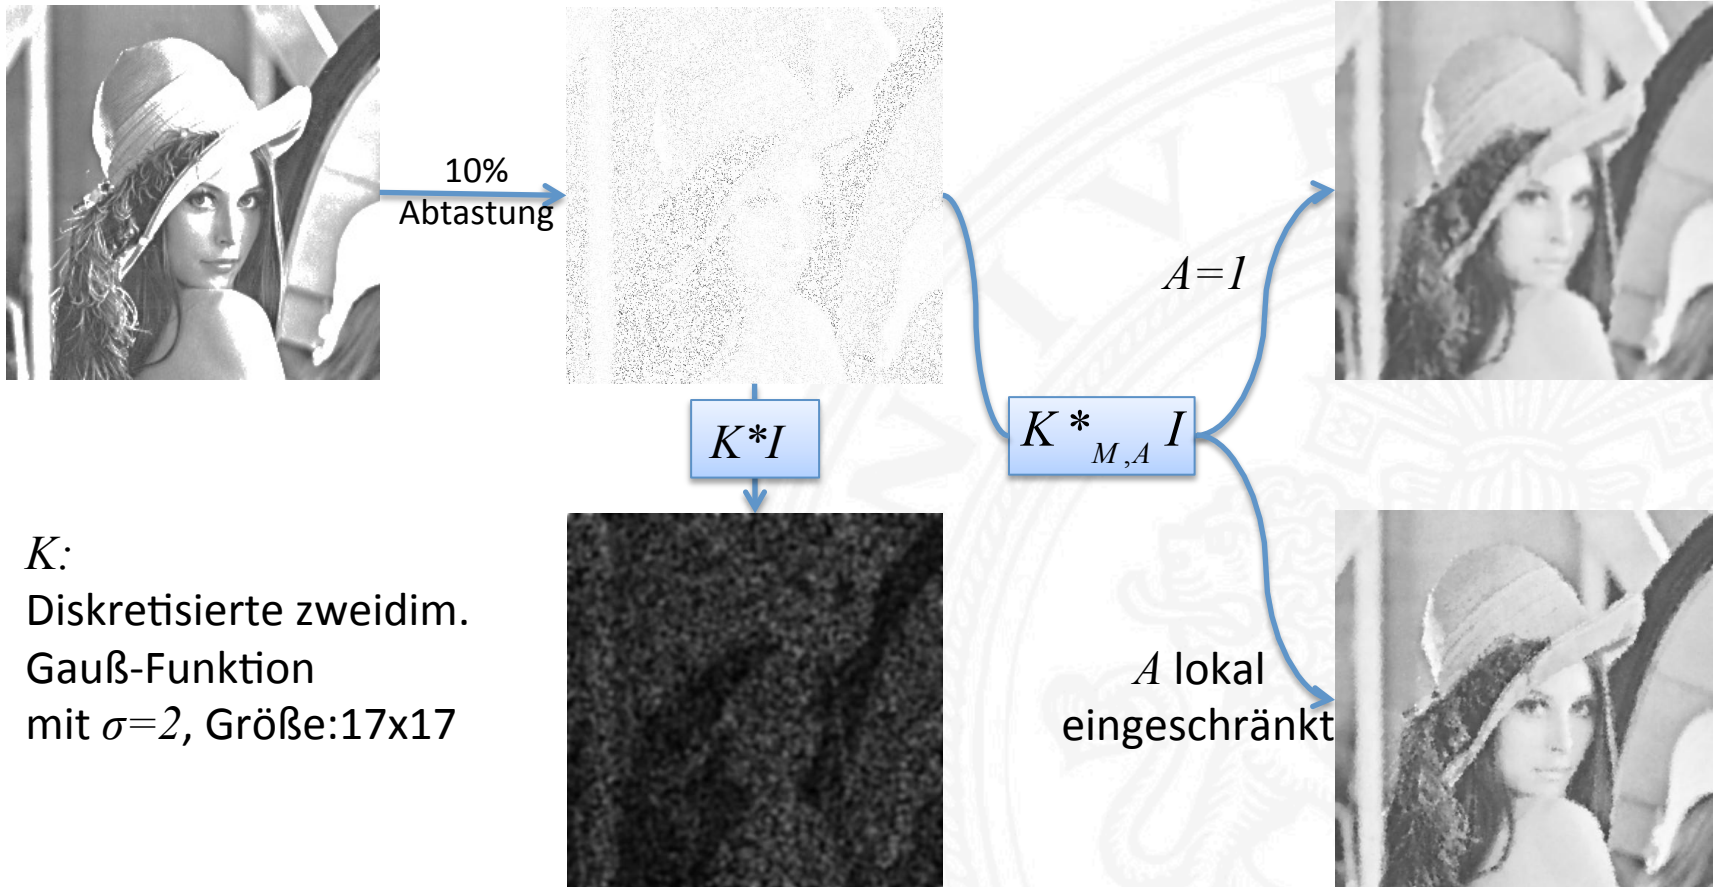 10%
Abtastung
A=1
K*I
K *M,A I
K:
Diskretisierte zweidim.
Gauß-Funktion
mit σ=2, Größe:17x17
A lokal
eingeschränkt